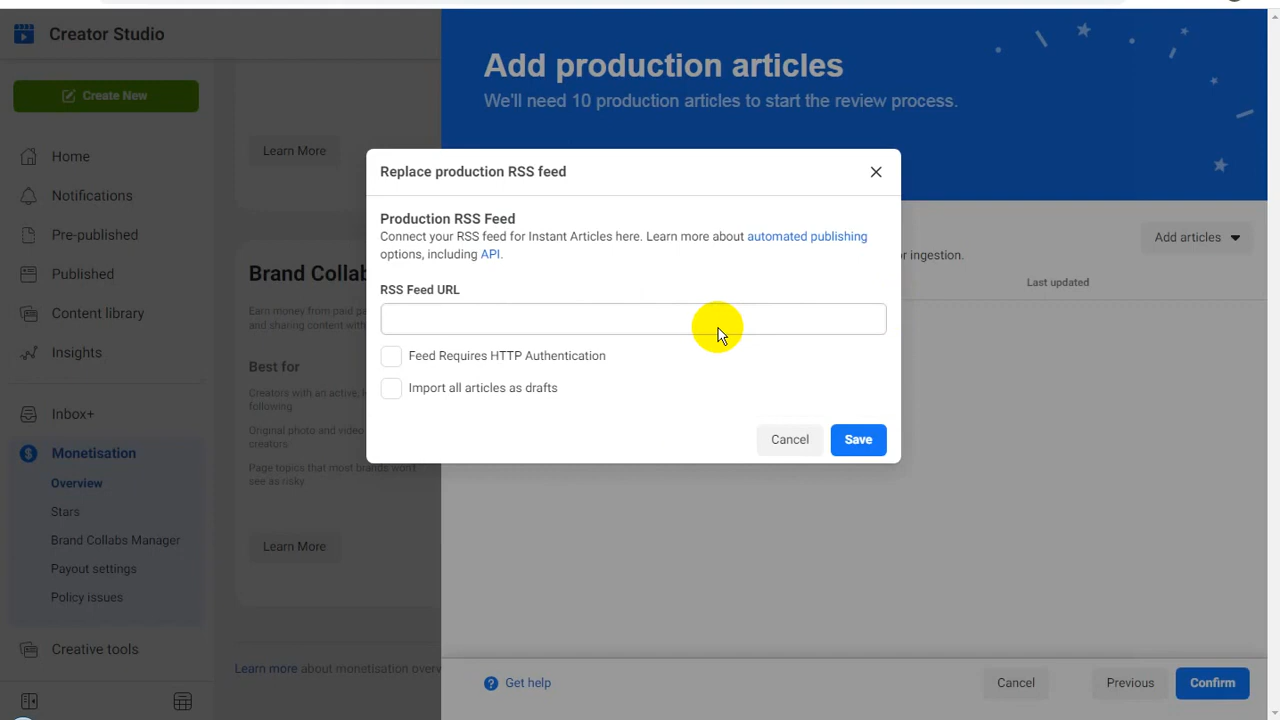 Creator Studio
Create New
Home
Notifications
Pre-published
Published
Content library
Insights
Inbox+
Monetisation
Overview
Stars
Brand Collabs Manager
Payout settings
Policy issues
Creative tools
Learn More
Brand Collab
Earn money from paid pa
and sharing content with
Best for
Creators with an active, l
following
Original photo and video
creators.
Page topics that most brands won't
see as risky
Learn More
Learn more about monetisation overv
Add production articles
We'll need 10 production articles to start the review process.
Add articles
or ingestion.
Last updated
Replace production RSS feed
Production RSS Feed
Connect your RSS feed for Instant Articles here. Learn more about automated publishing
options, including API.
RSS Feed URL
Feed Requires HTTP Authentication
Import all articles as drafts
Cancel
Save
Get help
Cancel
Previous
Confirm